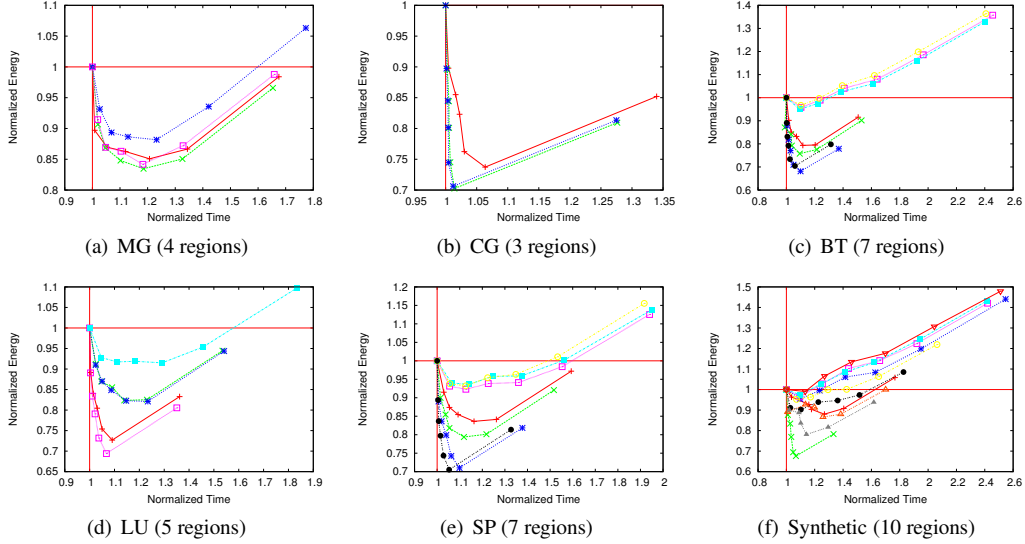 1.1
1.05
1
0.95
0.9
0.85
0.8
0.9 1 1.1 1.2 1.3 1.4 1.5 1.6 1.7 1.8
Normalized Energy
Normalized Time
(a) MG (4 regions)
1
0.95
0.9
0.85
0.8
0.75
0.7
0.95 1 1.05 1.1 1.15 1.2 1.25 1.3 1.35
Normalized Energy
Normalized Time
(b) CG (3 regions)
1.4
1.3
1.2
1.1
1
0.9
0.8
0.7
0.6
0.8 1 1.2 1.4 1.6 1.8 2 2.2 2.4 2.6
Normalized Energy
Normalized Time
(c) BT (7 regions)
1.1
1.05
1
0.95
0.9
0.85
0.8
0.75
0.7
0.65
0.9 1 1.1 1.2 1.3 1.4 1.5 1.6 1.7 1.8 1.9
Normalized Energy
Normalized Time
(d) LU (5 regions)
1.2
1.15
1.1
1.05
1
0.95
0.9
0.85
0.8
0.75
0.7
0.8 1 1.2 1.4 1.6 1.8 2
Normalized Energy
Normalized Time
(e) SP (7 regions)
1.5
1.4
1.3
1.2
1.1
1
0.9
0.8
0.7
0.6
0.8 1 1.2 1.4 1.6 1.8 2 2.2 2.4 2.6
Normalized Energy
Normalized Time
(f) Synthetic (10 regions)